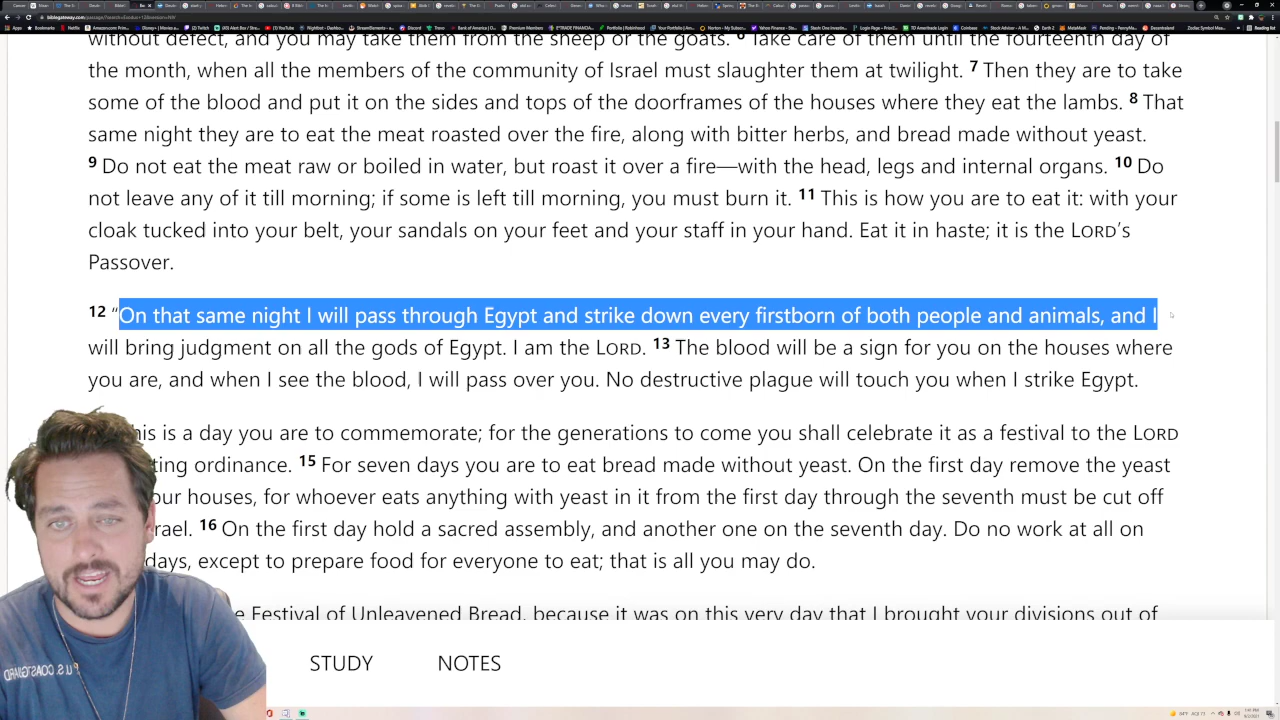 biblegateway.com/passage/?search=Exodus+12&version=NIV
without defect, and you may take them from the sheep or the goats. 6 Take care of them until the fourteenth day of
the month, when all the members of the community of Israel must slaughter them at twilight. 7 Then they are to take
some of the blood and put it on the sides and tops of the doorframes of the houses where they eat the lambs. 8 That
same night they are to eat the meat roasted over the fire, along with bitter herbs, and bread made without yeast.
9 Do not eat the meat raw or boiled in water, but roast it over a fire—with the head, legs and internal organs. 10 Do
not leave any of it till morning; if some is left till morning, you must burn it. 11 This is how you are to eat it: with your
cloak tucked into your belt, your sandals on your feet and your staff in your hand. Eat it in haste; it is the LORD's
Passover.
12 "On that same night I will pass through Egypt and strike down every firstborn of both people and animals, and I
will bring judgment on all the gods of Egypt. I am the LORD. 13 The blood will be a sign for you on the houses where
you are, and when I see the blood, I will pass over you. No destructive plague will touch you when I strike Egypt.
his is a day you are to commemorate; for the generations to come you shall celebrate it as a festival to the LORD
ting ordinance. 15 For seven days you are to eat bread made without yeast. On the first day remove the yeast
our houses, for whoever eats anything with yeast in it from the first day through the seventh must be cut off
rael. 16 On the first day hold a sacred assembly, and another one on the seventh day. Do no work at all on
days, except to prepare food for everyone to eat; that is all you may do.
e Festival of Unleavened Bread, because it was on this very day that I brought your divisions out of
STUDY NOTES
U.S. COASTGUARD